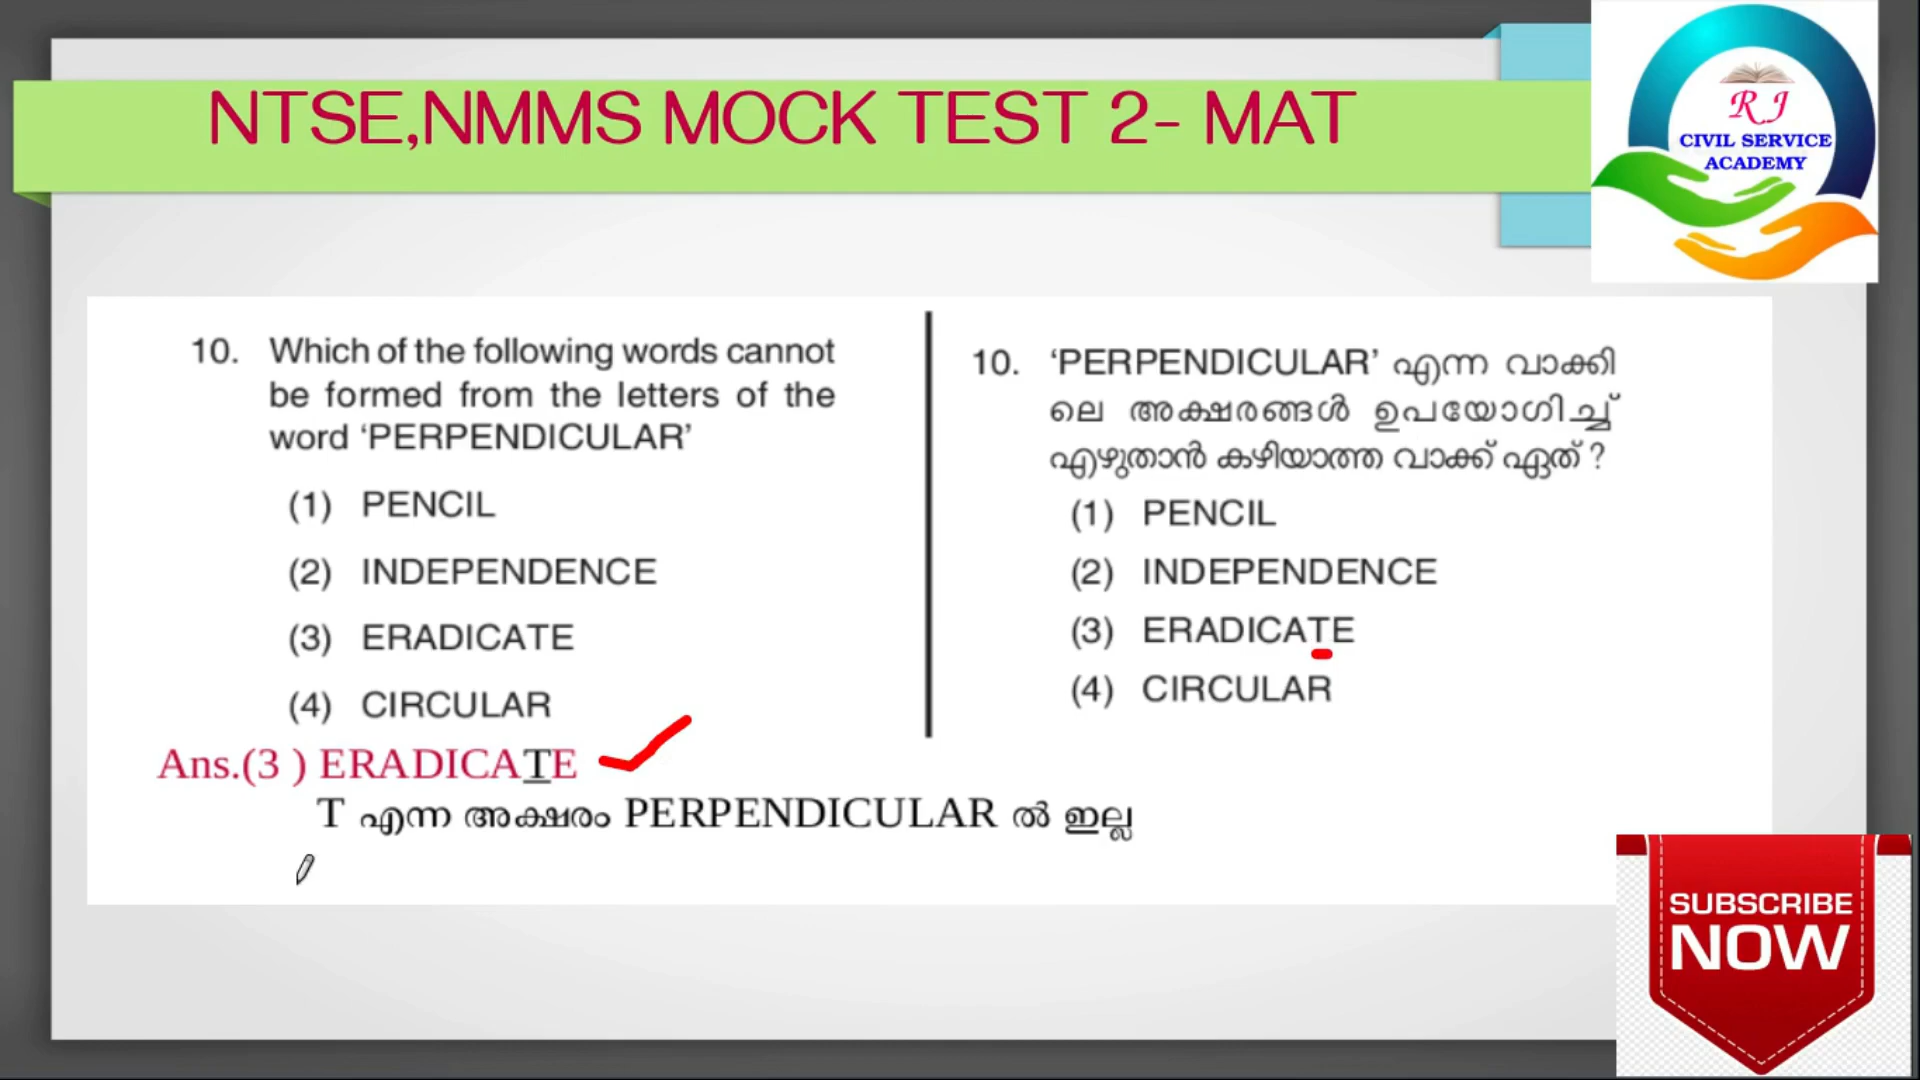 NTSE,NMMS MOCK TEST 2- MAT
RJ
CIVIL SERVICE
ACADEMY
10. Which of the following words cannot
be formed from the letters of the
word ‘PERPENDICULAR’
(1) PENCIL
(2) INDEPENDENCE
(3) ERADICATE
(4) CIRCULAR
Ans.(3 ) ERADICATE
T എന്ന അക്ഷരം PERPENDICULAR ൽ ഇല്ല
10. ‘PERPENDICULAR’ എന്ന വാക്കി
ലെ അക്ഷരങ്ങൾ ഉപയോഗിച്ച്
എഴുതാൻ കഴിയാത്ത വാക്ക് ഏത് ?
(1) PENCIL
(2) INDEPENDENCE
(3) ERADICATE
(4) CIRCULAR
SUBSCRIBE
NOW